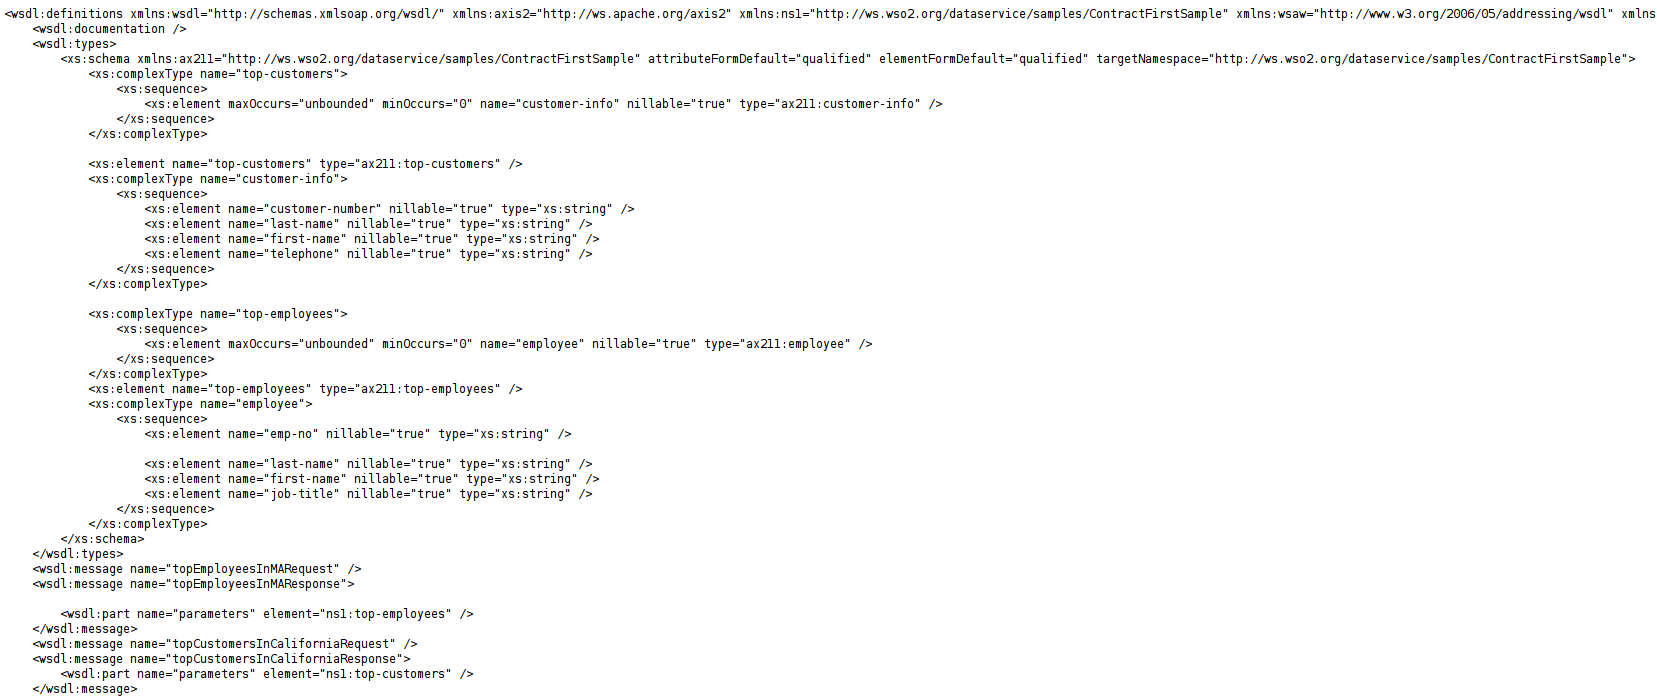 <wsdl:definitions xmlns:wsdl="http://schemas.xmlsoap.org/wsdl/" xmlns:axis2="http://ws.apache.org/axis2" xmlns:ns1="http://ws.wso2.org/dataservice/samples/ContractFirstSample" xmlns:wsaw="http://www.w3.org/2006/05/addressing/wsdl" xmlns
<wsdl:documentation />
<wsdl:types>
<xs:schema xmlns:ax211="http://ws.wso2.org/dataservice/samples/ContractFirstSample" attributeFormDefault="qualified" elementFormDefault="qualified" targetNamespace="http://ws.wso2.org/dataservice/samples/ContractFirstSample">
<xs:complexType name="top-customers">
<xs:sequence>
<xs:element maxOccurs="unbounded" minOccurs="0" name="customer-info" nillable="true" type="ax211:customer-info" />
</xs:sequence>
</xs:complexType>
<xs:element name="top-customers" type="ax211:top-customers" />
<xs:complexType name="customer-info">
<xs:sequence>
<xs:element name="customer-number" nillable="true" type="xs:string" />
<xs:element name="last-name" nillable="true" type="xs:string" />
<xs:element name="first-name" nillable="true" type="xs:string" />
<xs:element name="telephone" nillable="true" type="xs:string" />
</xs:sequence>
</xs:complexType>
<xs:complexType name="top-employees">
<xs:sequence>
<xs:element maxOccurs="unbounded" minOccurs="0" name="employee" nillable="true" type="ax211:employee" />
</xs:sequence>
</xs:complexType>
<xs:element name="top-employees" type="ax211:top-employees" />
<xs:complexType name="employee">
<xs:sequence>
<xs:element name="emp-no" nillable="true" type="xs:string" />
<xs:element name="last-name" nillable="true" type="xs:string" />
<xs:element name="first-name" nillable="true" type="xs:string" />
<xs:element name="job-title" nillable="true" type="xs:string" />
</xs:sequence>
</xs:complexType>
</xs:schema>
</wsdl:types>
<wsdl:message name="topEmployeesInMARequest" />
<wsdl:message name="topEmployeesInMAResponse">
<wsdl:part name="parameters" element="ns1:top-employees" />
</wsdl:message>
<wsdl:message name="topCustomersInCaliforniaRequest" />
<wsdl:message name="topCustomersInCaliforniaResponse">
<wsdl:part name="parameters" element="ns1:top-customers" />
</wsdl:message>